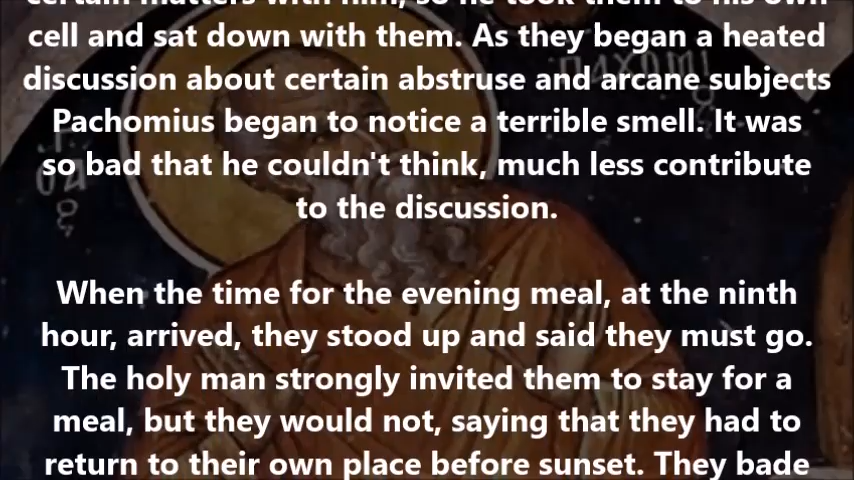 certain matters with him, so he took them to his own
cell and sat down with them. As they began a heated
discussion about certain abstruse and arcane subjects
Pachomius began to notice a terrible smell. It was
so bad that he couldn't think, much less contribute
to the discussion.
When the time for the evening meal, at the ninth
hour, arrived, they stood up and said they must go.
The holy man strongly invited them to stay for a
meal, but they would not, saying that they had to
return to their own place before sunset. They bade